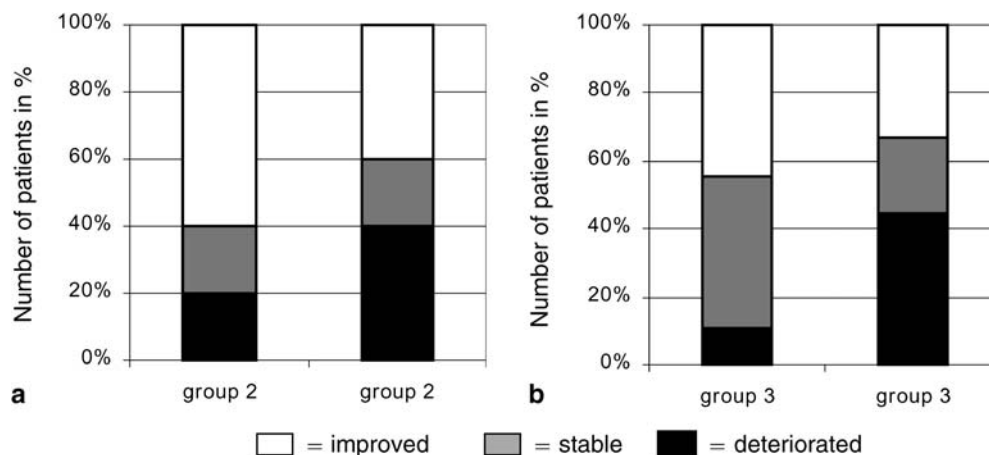 Number of patients in %
100%
80%
60%
40%
20%
0%
group 2
group 2
a
Number of patients in %
100%
80%
60%
40%
20%
0%
group 3
group 3
b
= improved
= stable
= deteriorated